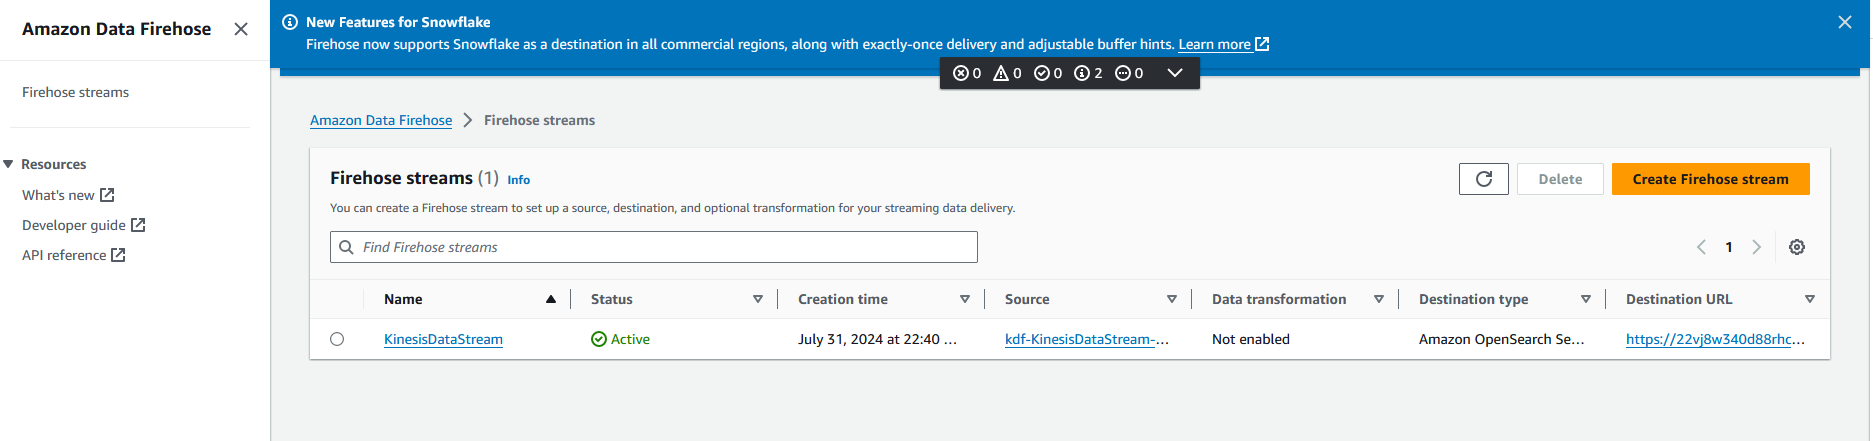 Amazon Data Firehose
Firehose streams
Resources
What's new
Developer guide
API reference
New Features for Snowflake
Firehose now supports Snowflake as a destination in all commercial regions, along with exactly-once delivery and adjustable buffer hints. Learn more
0 0 0 2 0
Amazon Data Firehose > Firehose streams
Firehose streams (1) Info
Delete
Create Firehose stream
You can create a Firehose stream to set up a source, destination, and optional transformation for your streaming data delivery.
Find Firehose streams
1
Name Status Creation time Source Data transformation Destination type Destination URL
KinesisDataStream Active July 31, 2024 at 22:40 ... kdf-KinesisDataStream-... Not enabled Amazon OpenSearch Se... https://22vj8w340d88rhc...